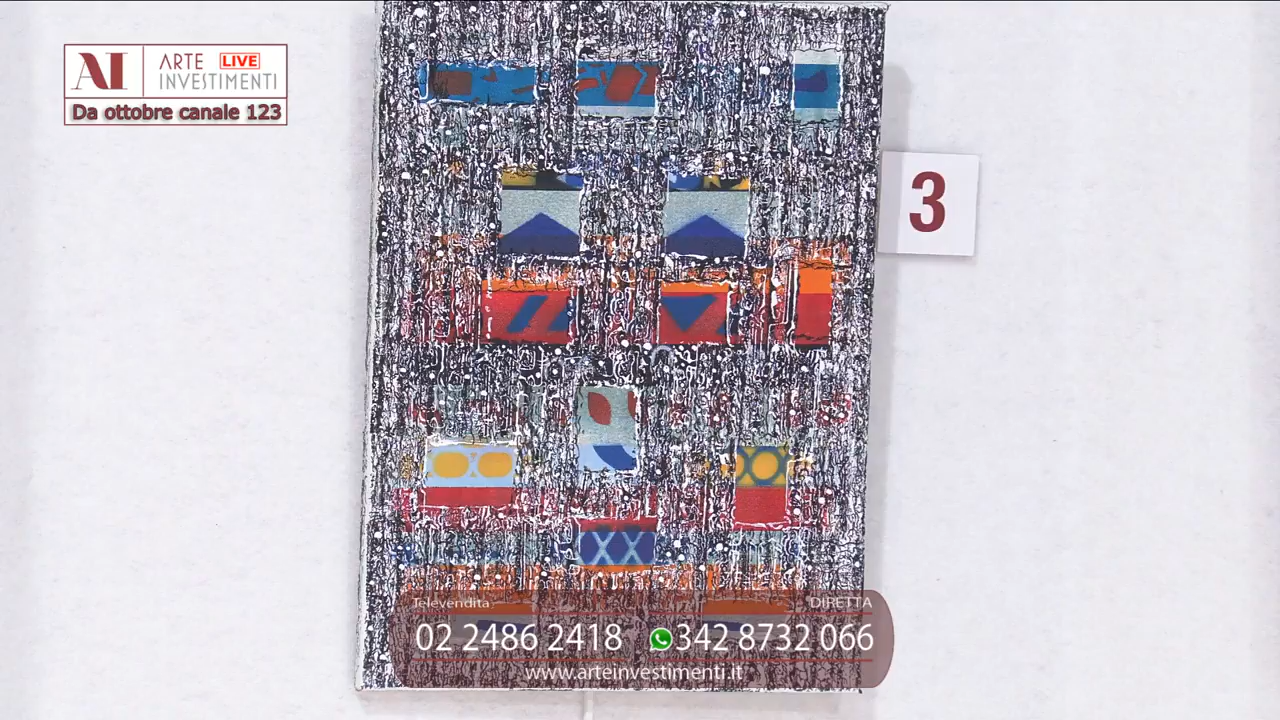 AI
ARTE LIVE
INVESTIMENTI
Da ottobre canale 123
3
Televendita
DIRETTA
02 2486 2418 342 8732 066
www.arteinvestimenti.it